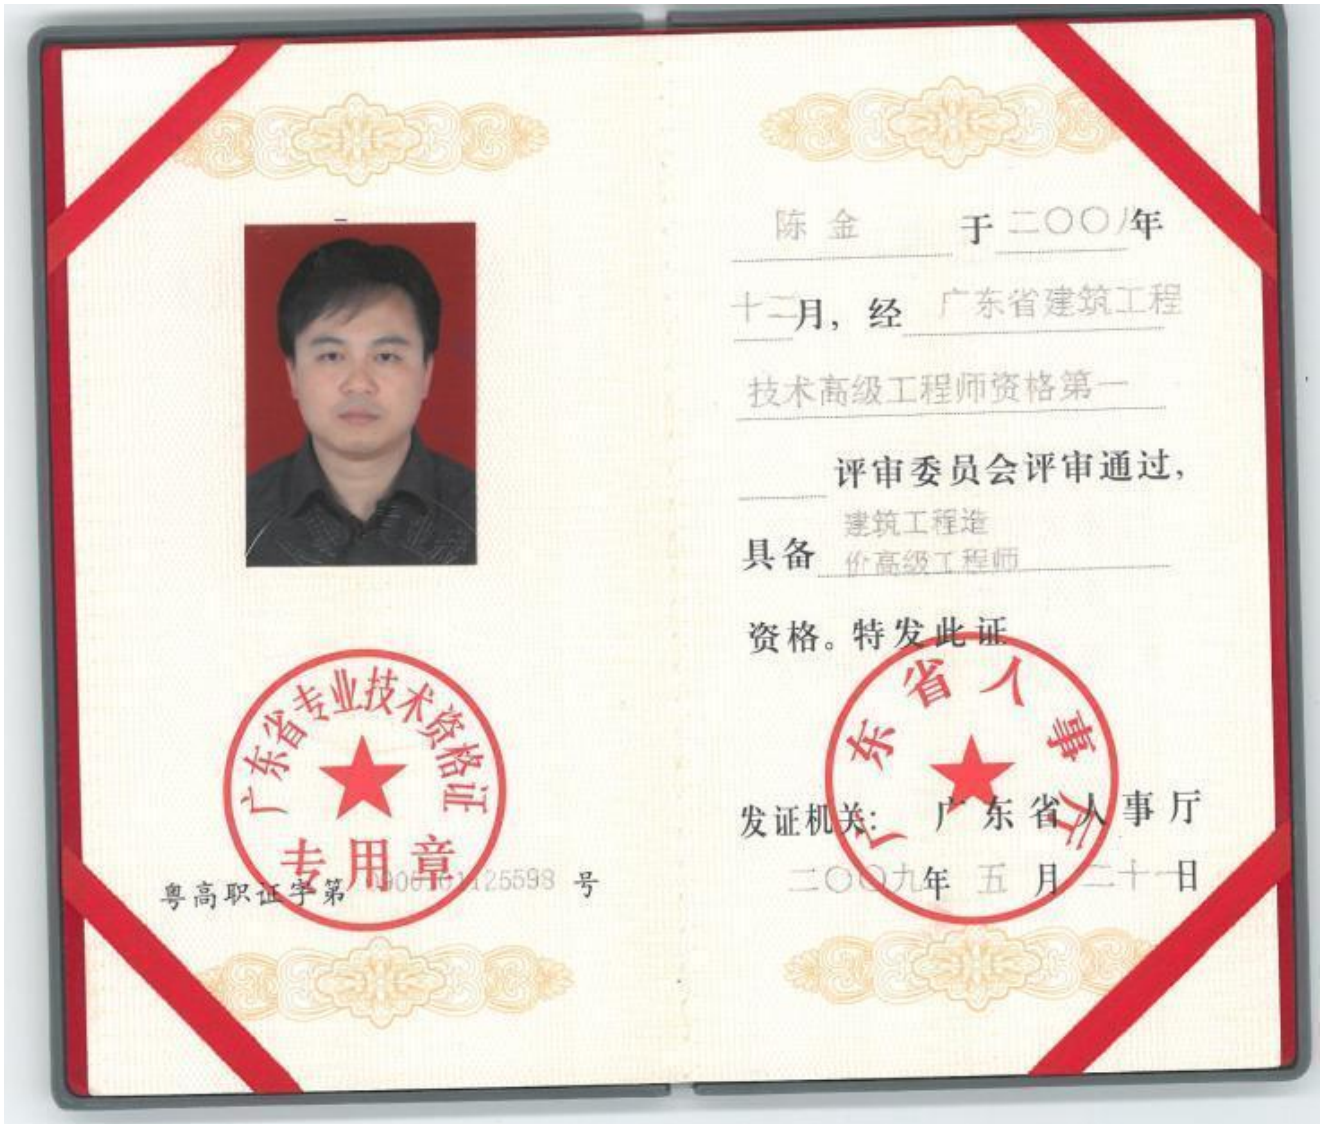 广东省专业技术资格证
专用章
粤高职证字第 0900101125598 号
陈金 于二〇〇八年
十二月，经 广东省建筑工程
技术高级工程师资格第一
评审委员会评审通过，
建筑工程造
具备 价高级工程师
资格。特发此证
广东省人事厅
发证机关：广东省人事厅
二〇〇九年 五 月 二十一日